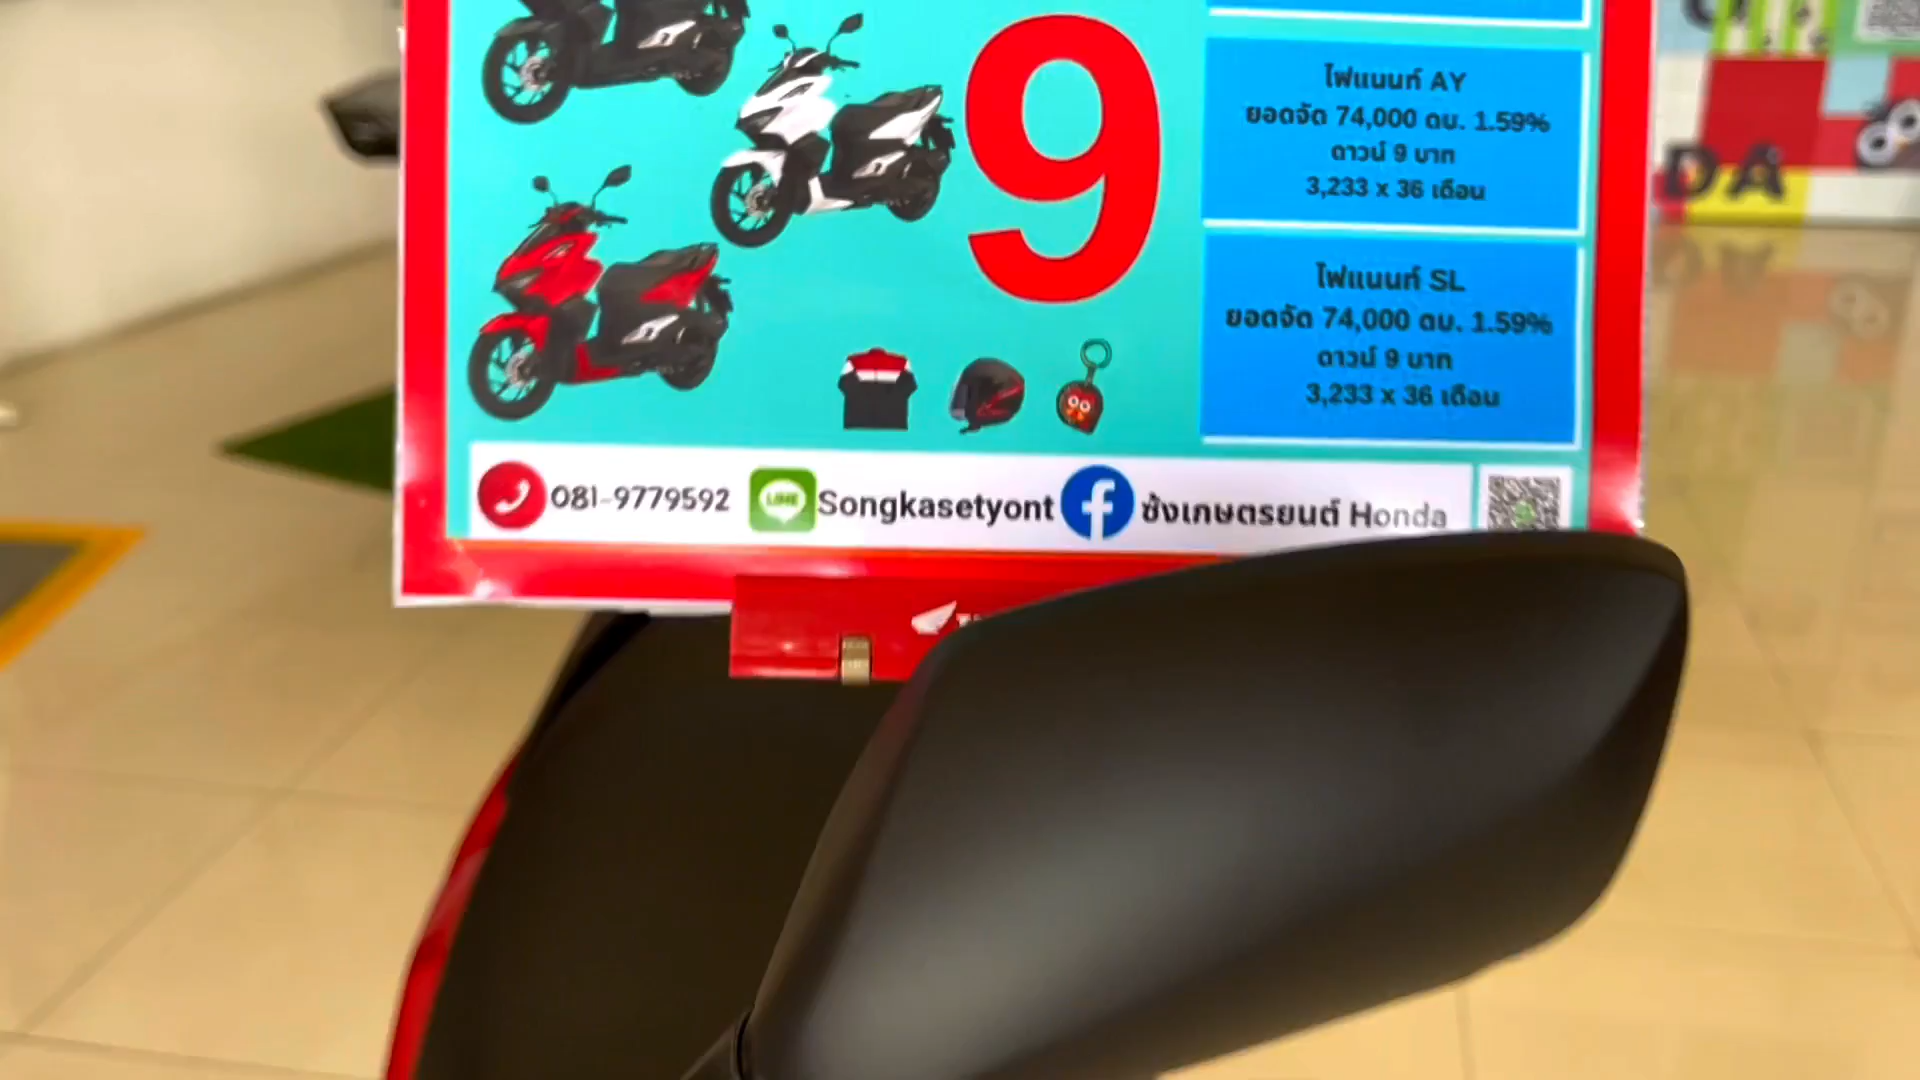 9
ไฟแนนท์ AY
ยอดจัด 74,000 ดบ. 1.59%
ดาวน์ 9 บาท
3,233 x 36 เดือน
ไฟแนนท์ SL
ยอดจัด 74,000 ดบ. 1.59%
ดาวน์ 9 บาท
3,233 x 36 เดือน
081-9779592
LINE
Songkasetyont
ซังเกษตรยนต์ Honda
DA